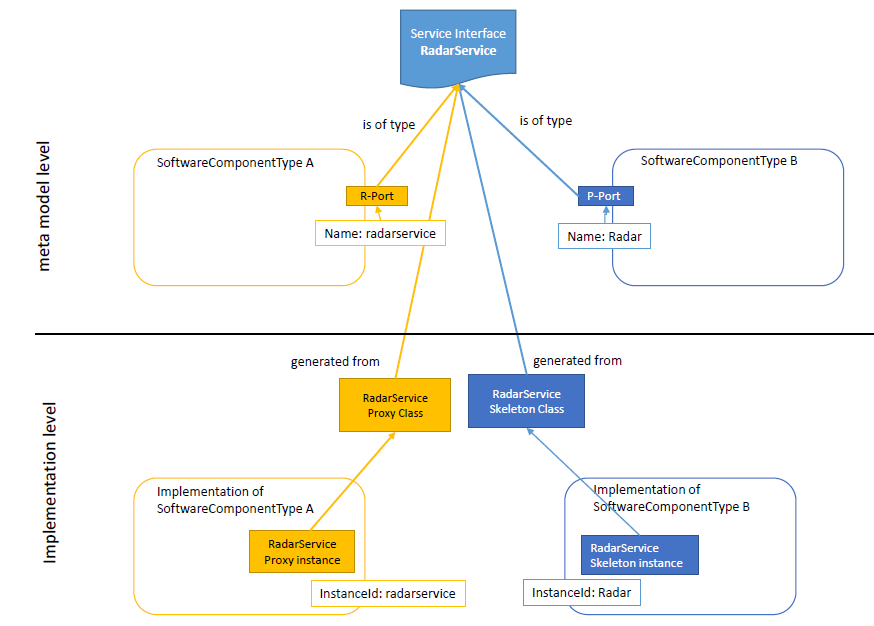 Service Interface
RadarService
is of type
is of type
meta model level
SoftwareComponentType A
SoftwareComponentType B
R-Port
P-Port
Name: radarservice
Name: Radar
generated from
generated from
RadarService
Proxy Class
RadarService
Skeleton Class
Implementation level
Implementation of
SoftwareComponentType A
Implementation of
SoftwareComponentType B
RadarService
Proxy instance
RadarService
Skeleton instance
InstanceId: radarservice
InstanceId: Radar